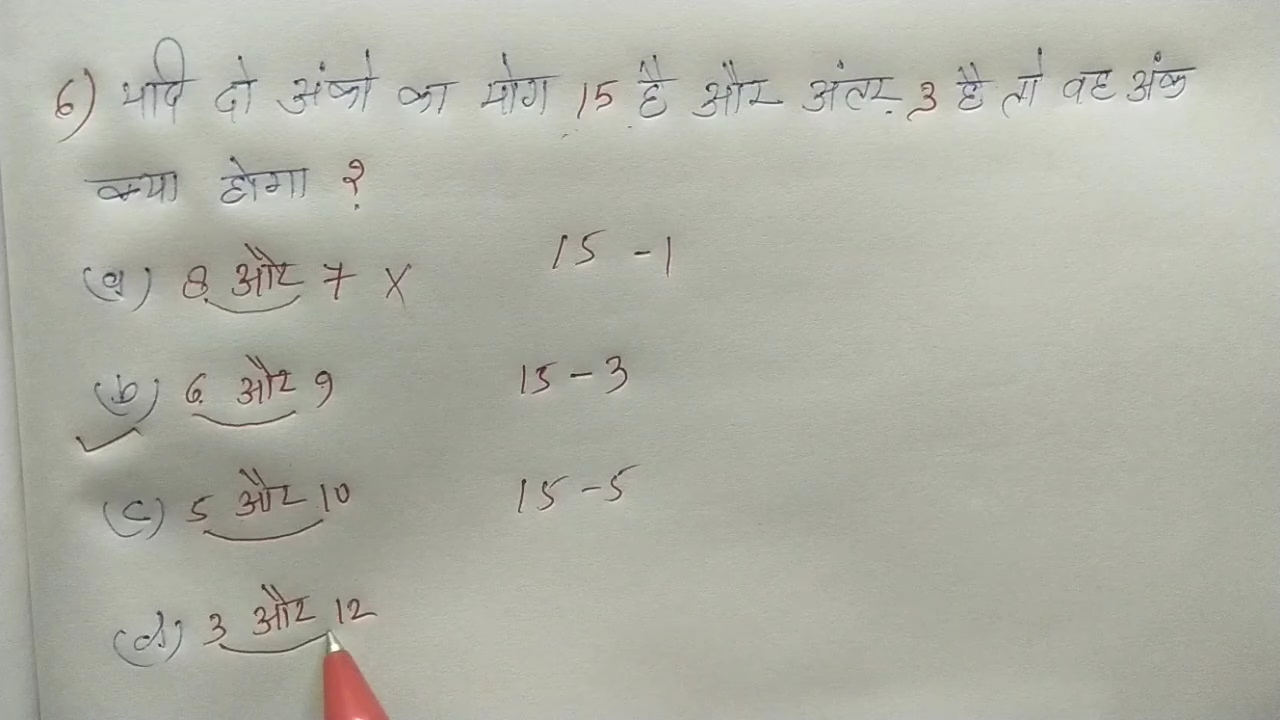 6) यदि दो अंको का योग 15 है और अंतर 3 है तो वह अंक
क्या होगा ?
(a) 8 और 7 X 15 - 1
(b) 6 और 9 15 - 3
(c) 5 और 10 15 - 5
(d) 3 और 12